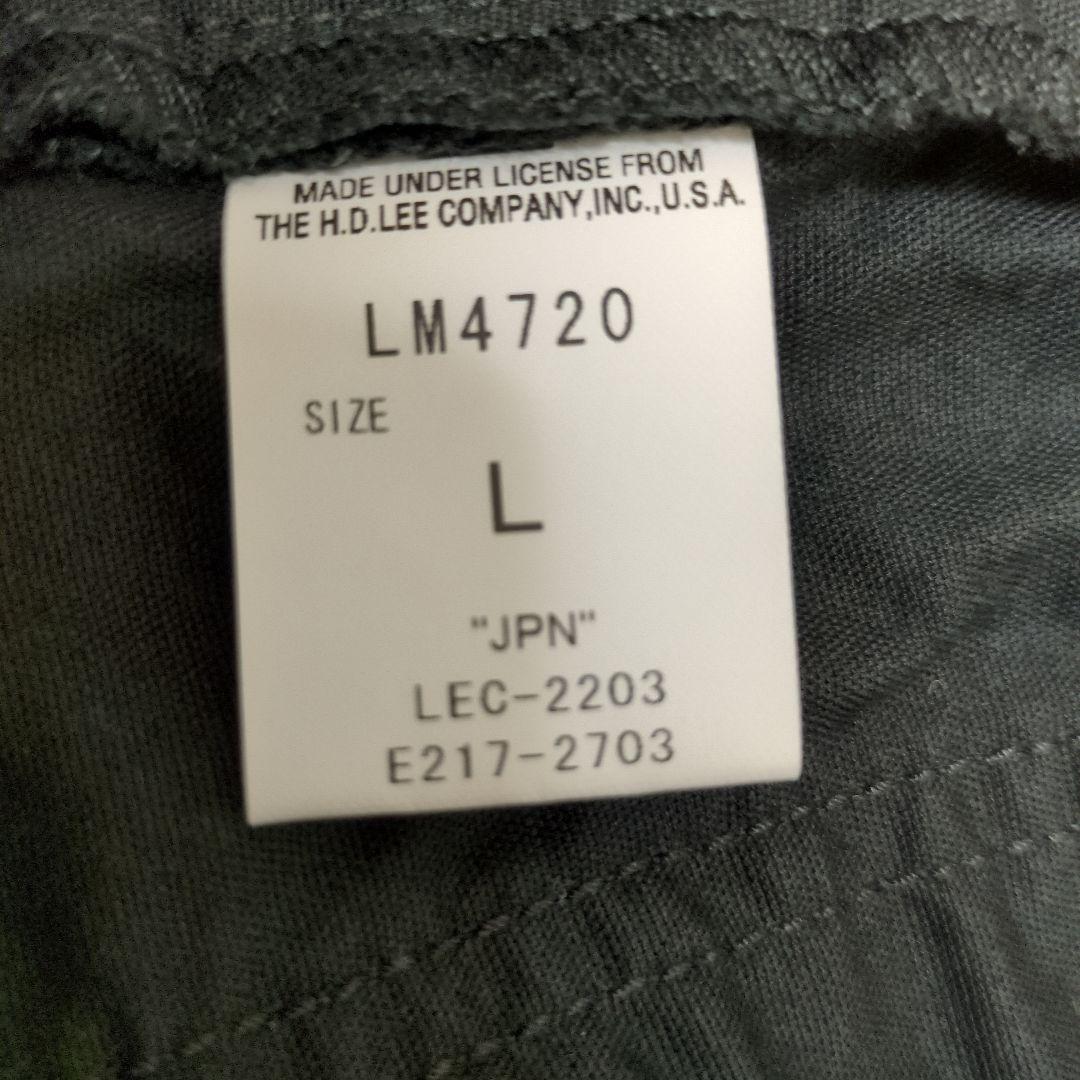 MADE UNDER LICENSE FROM
THE H.D.LEE COMPANY,INC.,U.S.A.
LM4720
SIZE
L
"JPN"
LEC-2203
E217-2703